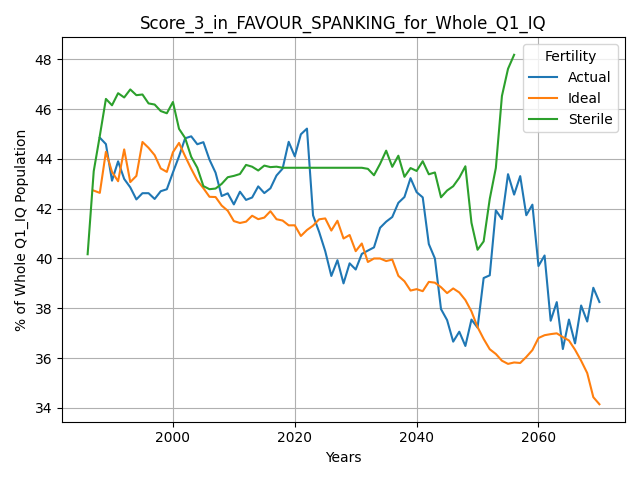 Score_3_in_FAVOUR_SPANKING_for_Whole_Q1_IQ
% of Whole Q1_IQ Population
48
46
44
42
40
38
36
34
Fertility
Actual
Ideal
Sterile
2000 2020 2040 2060
Years